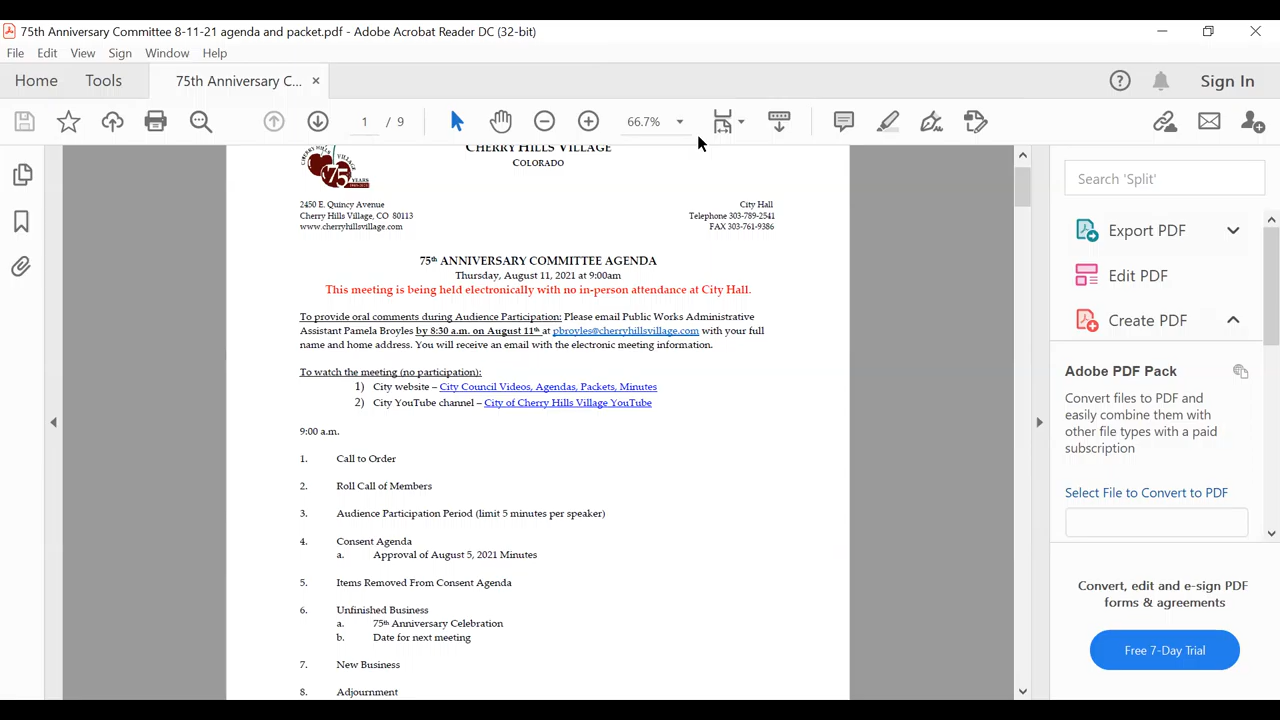 75th Anniversary Committee 8-11-21 agenda and packet.pdf - Adobe Acrobat Reader DC (32-bit)
File Edit View Sign Window Help
Home Tools 75th Anniversary C... × Sign In
1 / 9 66.7%
CHERRY HILLS VILLAGE
COLORADO
CHERRY HILLS VILLAGE
75
YEARS
2450 E. Quincy Avenue City Hall
Cherry Hills Village, CO 80113 Telephone 303-789-2541
www.cherryhillsvillage.com FAX 303-761-9386
75th ANNIVERSARY COMMITTEE AGENDA
Thursday, August 11, 2021 at 9:00am
This meeting is being held electronically with no in-person attendance at City Hall.
To provide oral comments during Audience Participation: Please email Public Works Administrative
Assistant Pamela Broyles by 8:30 a.m. on August 11th at pbroyles@cherryhillsvillage.com with your full
name and home address. You will receive an email with the electronic meeting information.
To watch the meeting (no participation):
1) City website – City Council Videos, Agendas, Packets, Minutes
2) City YouTube channel – City of Cherry Hills Village YouTube
9:00 a.m.
1. Call to Order
2. Roll Call of Members
3. Audience Participation Period (limit 5 minutes per speaker)
4. Consent Agenda
a. Approval of August 5, 2021 Minutes
5. Items Removed From Consent Agenda
6. Unfinished Business
a. 75th Anniversary Celebration
b. Date for next meeting
7. New Business
8. Adjournment
Search 'Split'
Export PDF
Edit PDF
Create PDF
Adobe PDF Pack
Convert files to PDF and
easily combine them with
other file types with a paid
subscription
Select File to Convert to PDF
Convert, edit and e-sign PDF
forms & agreements
Free 7-Day Trial